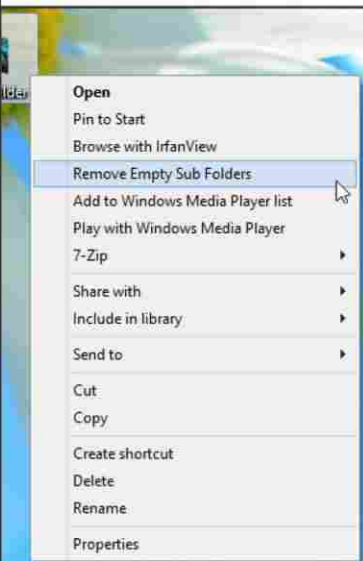 Open
Pin to Start
Browse with IrfanView
Remove Empty Sub Folders
Add to Windows Media Player list
Play with Windows Media Player
7-Zip
Share with
Include in library
Send to
Cut
Copy
Create shortcut
Delete
Rename
Properties